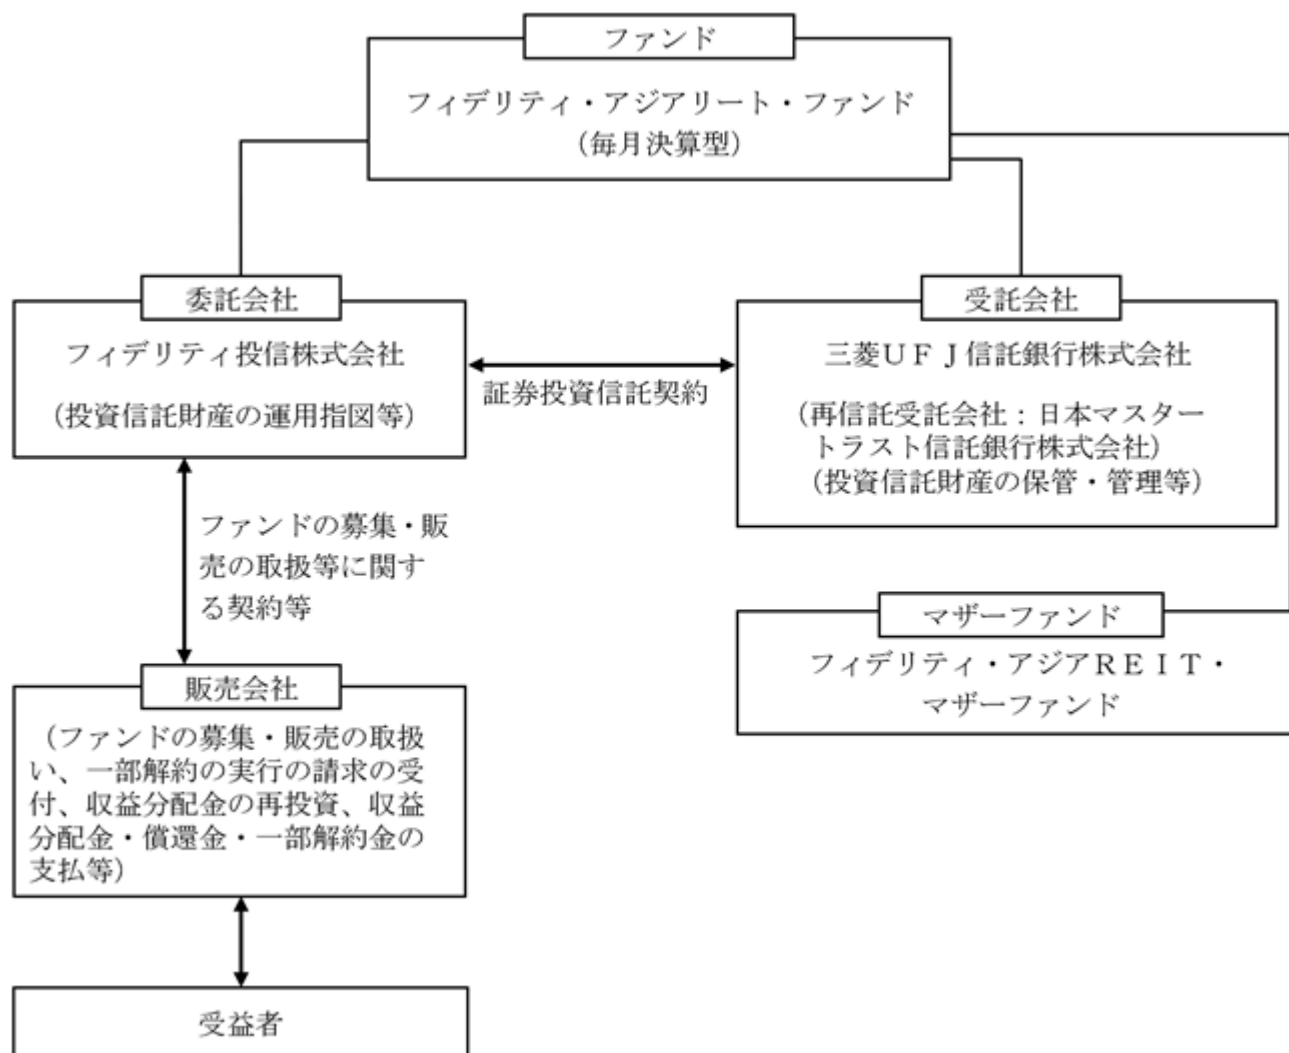 ファンド
フィデリティ・アジアリート・ファンド
（毎月決算型）
委託会社
フィデリティ投信株式会社
（投資信託財産の運用指図等）
証券投資信託契約
受託会社
三菱ＵＦＪ信託銀行株式会社
（再信託受託会社：日本マスター
トラスト信託銀行株式会社）
（投資信託財産の保管・管理等）
ファンドの募集・販
売の取扱等に関す
る契約等
マザーファンド
フィデリティ・アジアＲＥＩＴ・
マザーファンド
販売会社
（ファンドの募集・販売の取扱
い、一部解約の実行の請求の受
付、収益分配金の再投資、収益
分配金・償還金・一部解約金の
支払等）
受益者